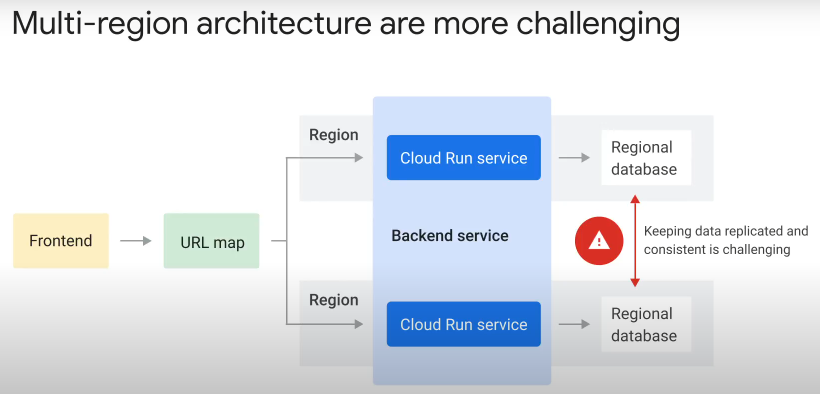 Multi-region architecture are more challenging
Region
Cloud Run service
Regional
database
Frontend
URL map
Backend service
Keeping data replicated and
consistent is challenging
Region
Cloud Run service
Regional
database